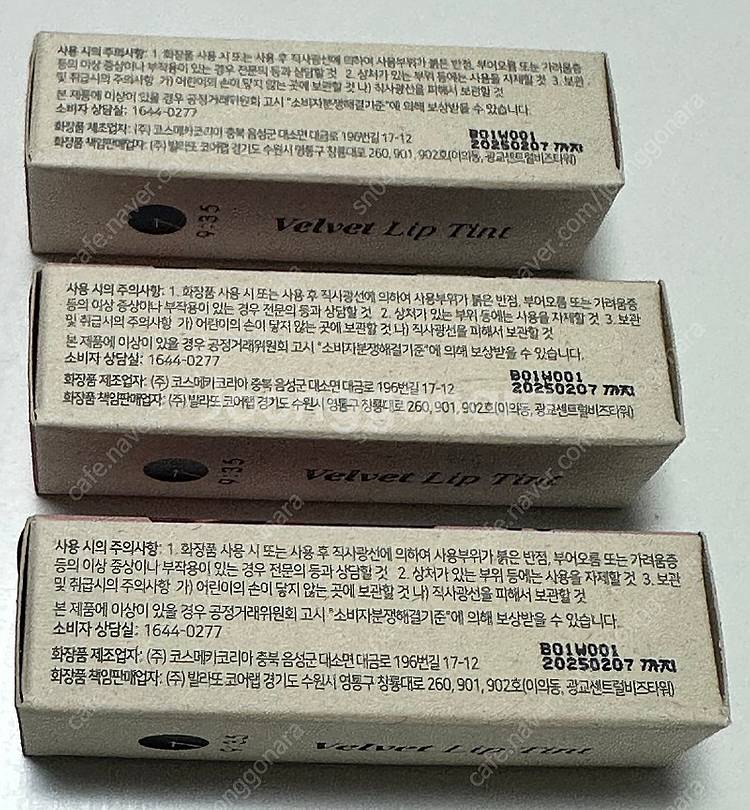 사용 시의 주의사항: 1. 화장품 사용 시 또는 사용 후 직사광선에 의하여 사용부위가 붉은 반점, 부어오름 또는 가려움증
등의 이상 증상이나 부작용이 있는 경우 전문의 등과 상담할 것 2. 상처가 있는 부위 등에는 사용을 자제할 것 3. 보관
및 취급시의 주의사항 가) 어린이의 손이 닿지 않는 곳에 보관할 것 나) 직사광선을 피해서 보관할 것
본 제품에 이상이 있을 경우 공정거래위원회 고시 "소비자분쟁해결기준"에 의해 보상받을 수 있습니다.
소비자 상담실: 1644-0277
화장품 제조업자: (주) 코스메카코리아 충북 음성군 대소면 대금로 196번길 17-12
B01W001
20250207 까지
화장품 책임판매업자: (주) 발라또 코어랩 경기도 수원시 영통구 창룡대로 260, 901, 902호(이의동, 광교센트럴비즈타워)
9:35
Velvet Lip Tint
사용 시의 주의사항: 1. 화장품 사용 시 또는 사용 후 직사광선에 의하여 사용부위가 붉은 반점, 부어오름 또는 가려움증
등의 이상 증상이나 부작용이 있는 경우 전문의 등과 상담할 것 2. 상처가 있는 부위 등에는 사용을 자제할 것 3. 보관
및 취급시의 주의사항 가) 어린이의 손이 닿지 않는 곳에 보관할 것 나) 직사광선을 피해서 보관할 것
본 제품에 이상이 있을 경우 공정거래위원회 고시 "소비자분쟁해결기준"에 의해 보상받을 수 있습니다.
소비자 상담실: 1644-0277
화장품 제조업자: (주) 코스메카코리아 충북 음성군 대소면 대금로 196번길 17-12
B01W001
20250207 까지
화장품 책임판매업자: (주) 발라또 코어랩 경기도 수원시 영통구 창룡대로 260, 901, 902호(이의동, 광교센트럴비즈타워)
9:35
Velvet Lip Tint
사용 시의 주의사항: 1. 화장품 사용 시 또는 사용 후 직사광선에 의하여 사용부위가 붉은 반점, 부어오름 또는 가려움증
등의 이상 증상이나 부작용이 있는 경우 전문의 등과 상담할 것 2. 상처가 있는 부위 등에는 사용을 자제할 것 3. 보관
및 취급시의 주의사항 가) 어린이의 손이 닿지 않는 곳에 보관할 것 나) 직사광선을 피해서 보관할 것
본 제품에 이상이 있을 경우 공정거래위원회 고시 "소비자분쟁해결기준"에 의해 보상받을 수 있습니다.
소비자 상담실: 1644-0277
화장품 제조업자: (주) 코스메카코리아 충북 음성군 대소면 대금로 196번길 17-12
B01W001
20250207 까지
화장품 책임판매업자: (주) 발라또 코어랩 경기도 수원시 영통구 창룡대로 260, 901, 902호(이의동, 광교센트럴비즈타워)
9:35
Velvet Lip Tint
cafe.naver.com/joonggonara